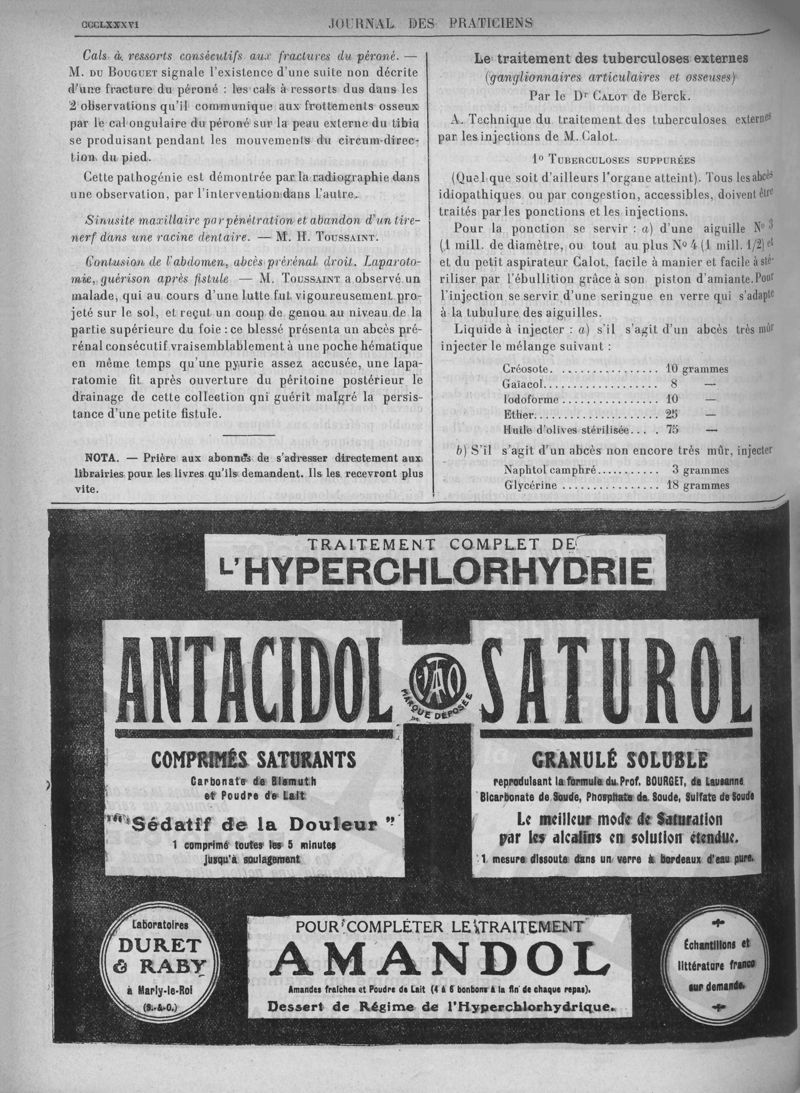 CCCLXXXVI
JOURNAL DES PRATICIENS
Cals à ressorts consécutifs aux fractures du péroné. —
M. DU BOUGUET signale l'existence d'une suite non décrite
d'une fracture du péroné : les cals à ressorts dus dans les
2 observations qu'il communique aux frottements osseux
par le cal ongulaire du péroné sur la peau externe du tibia
se produisant pendant les mouvements du circum-direc-
tion du pied.
Cette pathogénie est démontrée par la radiographie dans
une observation, par l'intervention dans l'autre.
Sinusite maxillaire par pénétration et abandon d'un tire-
nerf dans une racine dentaire. — M. H. TOUSSAINT.
Contusion de l'abdomen, abcès prérénal droit. Laparoto-
mie, guérison après fistule — M. TOUSSAINT a observé un
malade, qui au cours d'une lutte fut vigoureusement pro-
jeté sur le sol, et reçut un coup de genou au niveau de la
partie supérieure du foie : ce blessé présenta un abcès pré-
rénal consécutif vraisemblablement à une poche hématique
en même temps qu'une pyurie assez accusée, une lapa-
ratomie fit après ouverture du péritoine postérieur le
drainage de cette collection qni guérit malgré la persis-
tance d'une petite fistule.
NOTA. — Prière aux abonnés de s'adresser directement aux
librairies pour les livres qu'ils demandent. Ils les recevront plus
vite.
Le traitement des tuberculoses externes
(ganglionnaires articulaires et osseuses)
Par le Dr CALOT de Berck.
A. Technique du traitement des tuberculoses externes
par les injections de M. Calot.
1o TUBERCULOSES SUPPURÉES
(Quel que soit d'ailleurs l'organe atteint). Tous les abcès
idiopathiques ou par congestion, accessibles, doivent être
traités par les ponctions et les injections.
Pour la ponction se servir : a) d'une aiguille No 3
(1 mill. de diamètre, ou tout au plus No 4 (1 mill. 1/2) et
et du petit aspirateur Calot, facile à manier et facile à sté-
riliser par l'ébullition grâce à son piston d'amiante. Pour
l'injection se servir d'une seringue en verre qui s'adapte
à la tubulure des aiguilles.
Liquide à injecter : a) s'il s'agit d'un abcès très mûr
injecter le mélange suivant :
Créosote. ................. 10 grammes
Gaïacol.................... 8 —
Iodoforme ................. 10 —
Ether...................... 25 —
Huile d'olives stérilisée.... . 75 —
b) S'il s'agit d'un abcès non encore très mûr, injecter
Naphtol camphré........... 3 grammes
Glycérine ................. 18 grammes
TRAITEMENT COMPLET DE
L'HYPERCHLORHYDRIE
ANTACIDOL
MARQUE DÉPOSÉE
SATUROL
COMPRIMÉS SATURANTS
Carbonate de Bismuth
et Poudre de Lait
"Sédatif de la Douleur"
1 comprimé toutes les 5 minutes
jusqu'à soulagement
GRANULÉ SOLUBLE
reproduisant la formule du Prof. BOURGET, de Lausanne
Bicarbonate de Soude, Phosphate de Soude, Sulfate de Soude
Le meilleur mode de Saturation
par les alcalins en solution étendue.
1 mesure dissoute dans un verre à bordeaux d'eau pure.
Laboratoires
DURET
& RABY
à Marly-le-Roi
(S.-&-O.)
POUR COMPLÉTER LE TRAITEMENT
AMANDOL
Amandes fraîches et Poudre de Lait (4 à 6 bonbons à la fin de chaque repas).
Dessert de Régime de l'Hyperchlorhydrique.
Échantillons et
littérature franco
sur demande.